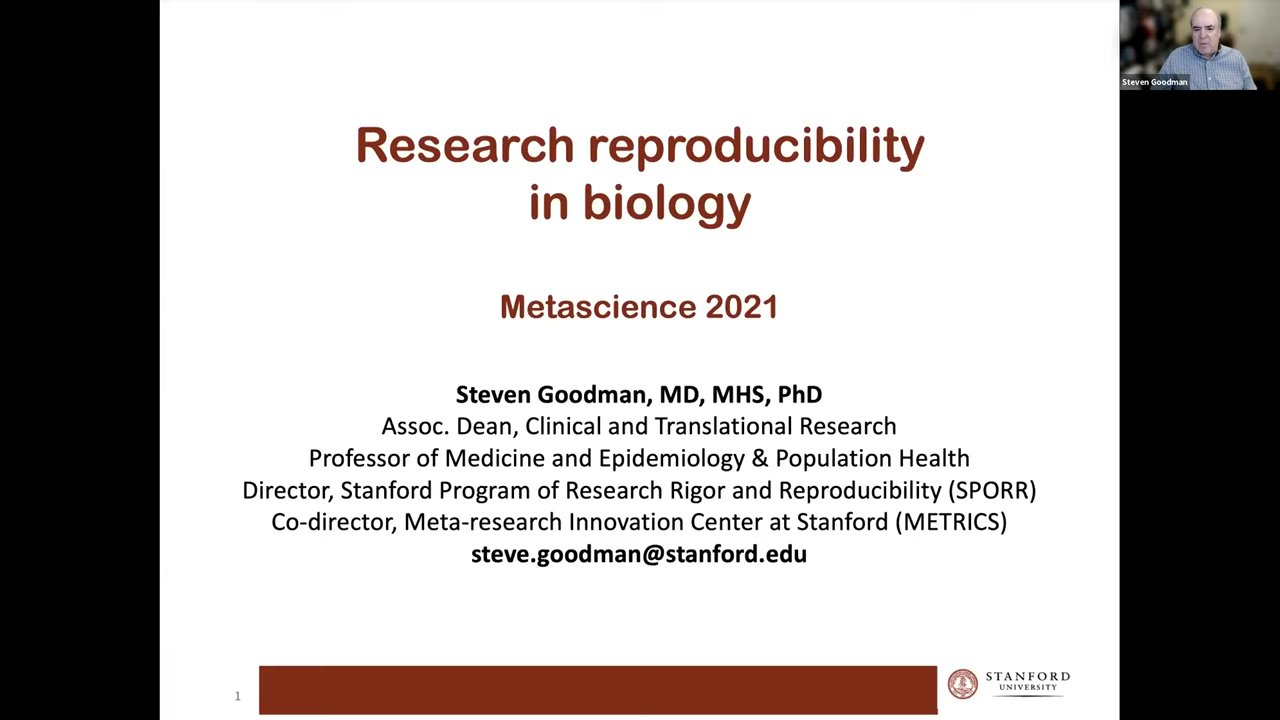 Steven Goodman
Research reproducibility
in biology
Metascience 2021
Steven Goodman, MD, MHS, PhD
Assoc. Dean, Clinical and Translational Research
Professor of Medicine and Epidemiology & Population Health
Director, Stanford Program of Research Rigor and Reproducibility (SPORR)
Co-director, Meta-research Innovation Center at Stanford (METRICS)
steve.goodman@stanford.edu
1
STANFORD
UNIVERSITY